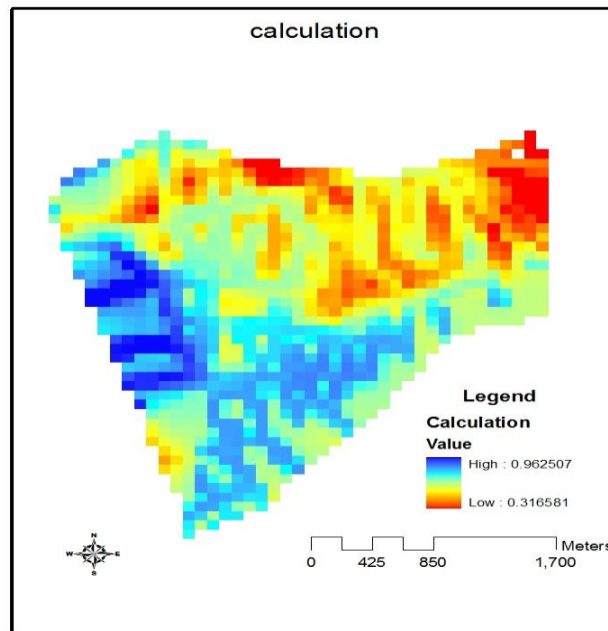 calculation
Legend
Calculation
Value
High : 0.962507
Low : 0.316581
N
W E
S
Meters
0 425 850 1,700